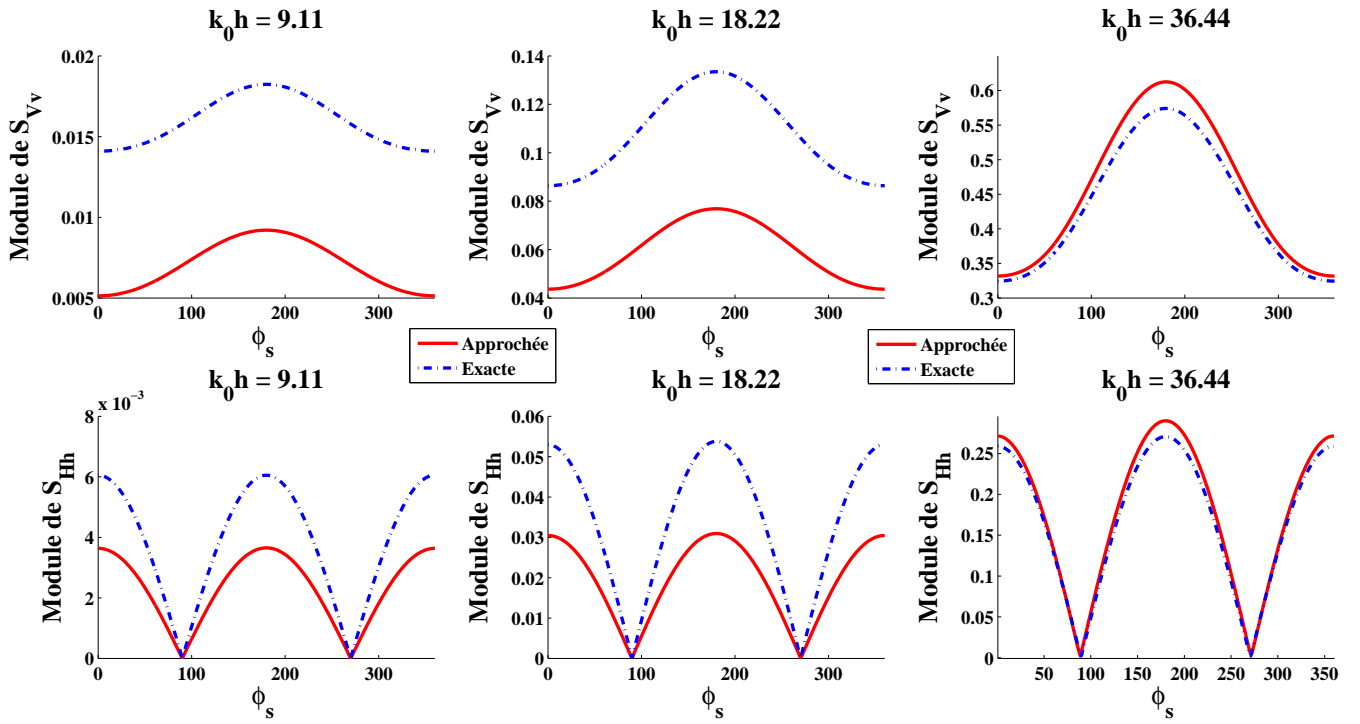 k0h = 9.11
Module de SVv
0.02
0.015
0.01
0.005
0 100 200 300
ϕs
k0h = 18.22
Module de SVv
0.14
0.12
0.1
0.08
0.06
0.04
0 100 200 300
ϕs
k0h = 36.44
Module de SVv
0.6
0.55
0.5
0.45
0.4
0.35
0.3
0 100 200 300
ϕs
Approchée
Exacte
Approchée
Exacte
k0h = 9.11
x 10−3
Module de SHh
8
6
4
2
0
0 100 200 300
ϕs
k0h = 18.22
Module de SHh
0.06
0.05
0.04
0.03
0.02
0.01
0
0 100 200 300
ϕs
k0h = 36.44
Module de SHh
0.25
0.2
0.15
0.1
0.05
0
50 100 150 200 250 300 350
ϕs